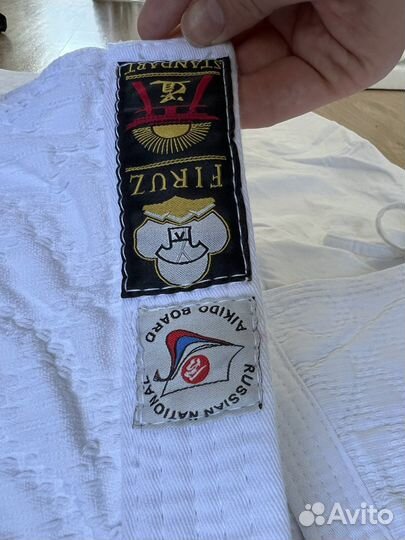 FIRUZ
STANDART
RUSSIAN NATIONAL
AIKIDO BOARD
Avito